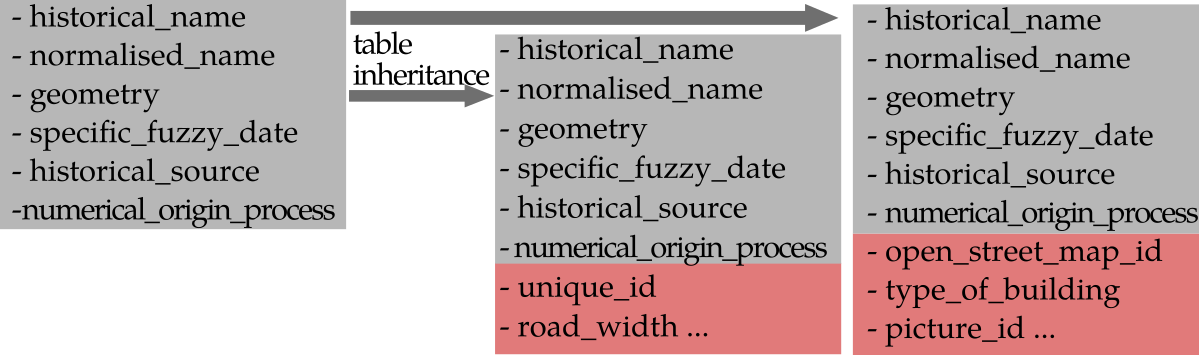 - historical_name
- normalised_name
- geometry
- specific_fuzzy_date
- historical_source
-numerical_origin_process
table
inheritance
- historical_name
- normalised_name
- geometry
- specific_fuzzy_date
- historical_source
- numerical_origin_process
- unique_id
- road_width ...
- historical_name
- normalised_name
- geometry
- specific_fuzzy_date
- historical_source
- numerical_origin_process
- open_street_map_id
- type_of_building
- picture_id ...